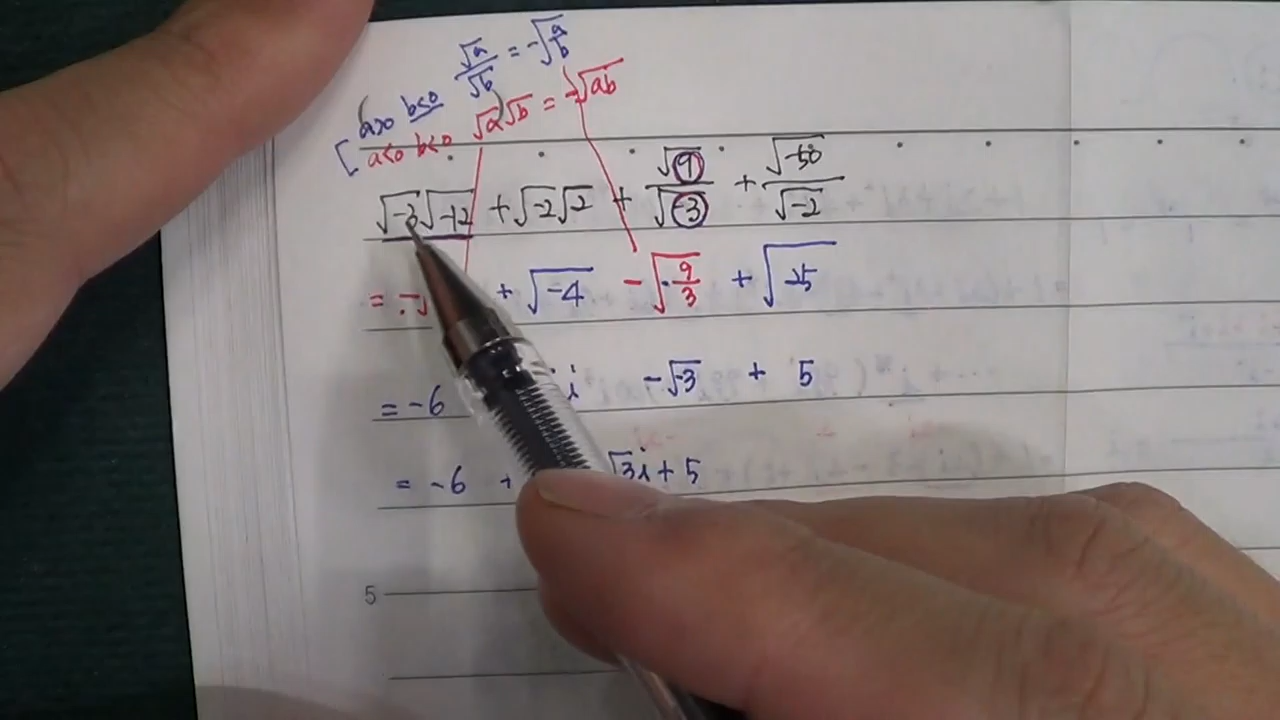 a>0 b<0 √a/√b = -√(a/b)
a<0 b<0 √a√b = -√ab
√-3√-12 + √-2√2 + √9/√-3 + √-50/√-2
= -√ + √-4 -√(-9/3) + √25
= -6 i -√-3 + 5
= -6 + √3i + 5
5